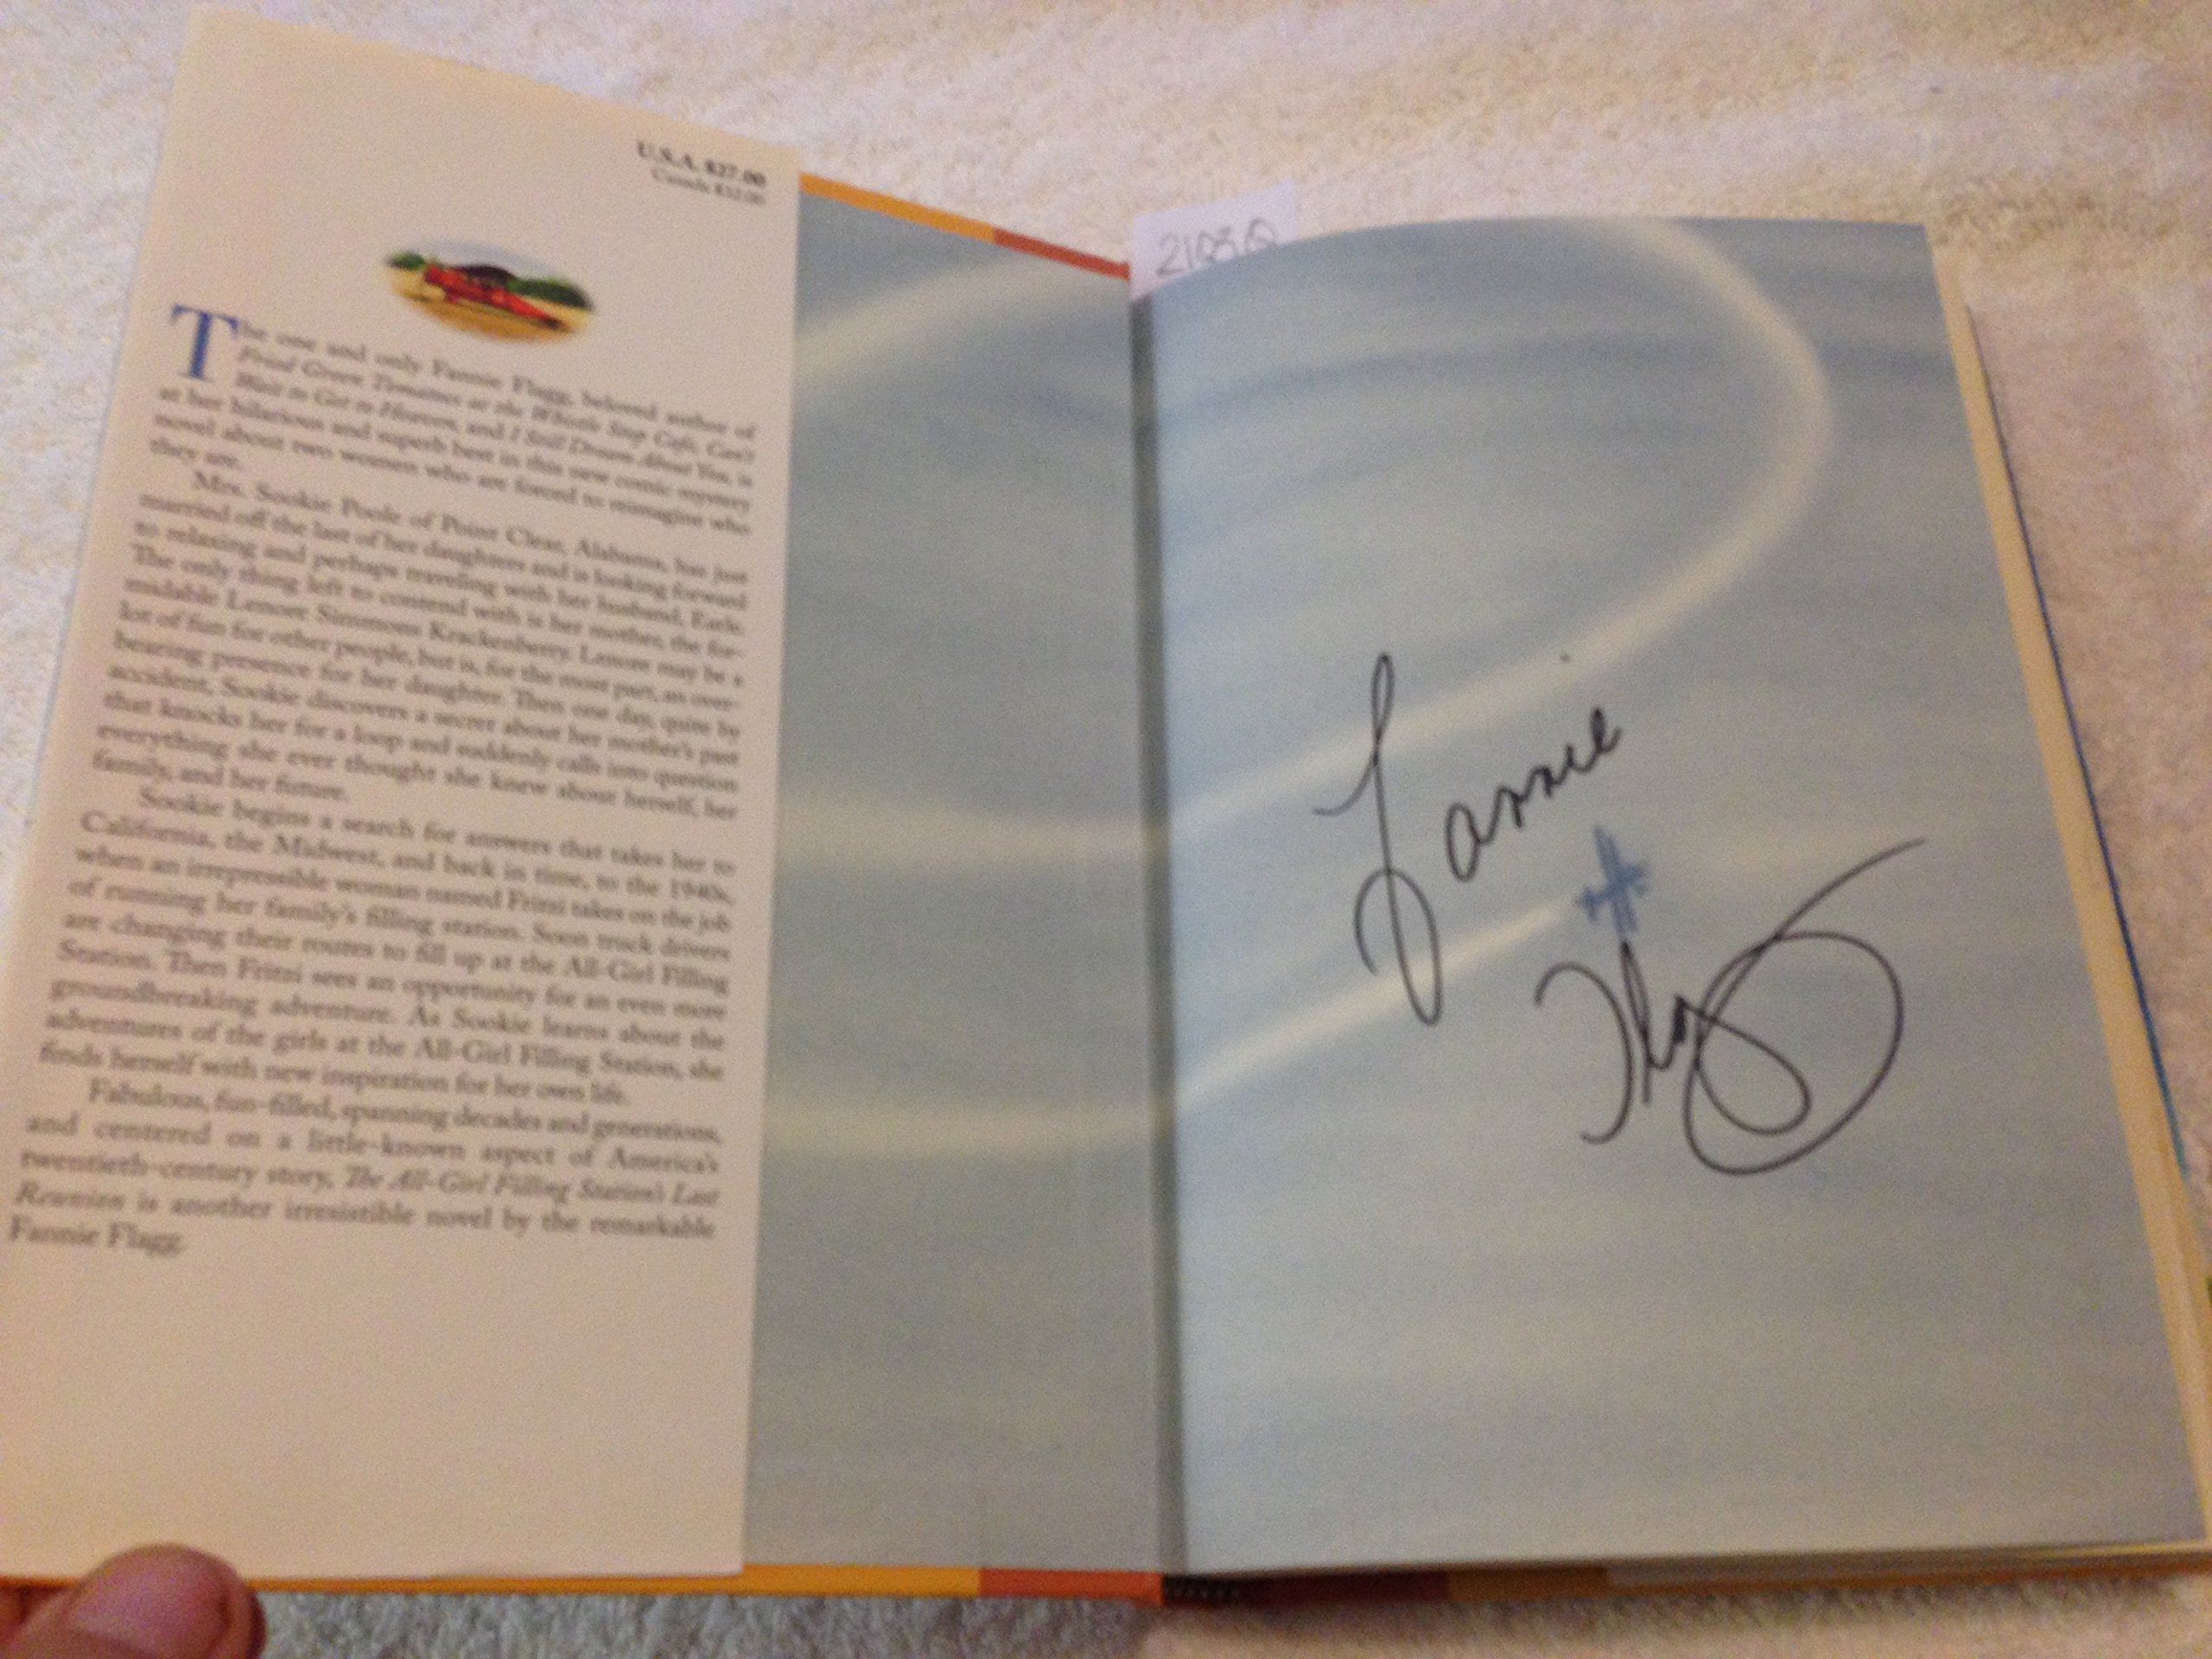 U.S.A. $27.00
Canada $32.00
The one and only Fannie Flagg, beloved author of
Fried Green Tomatoes at the Whistle Stop Cafe, Can't
Wait to Get to Heaven, and I Still Dream About You, is
at her hilarious and superb best in this new comic mystery
novel about two women who are forced to reimagine who
they are.
Mrs. Sookie Poole of Point Clear, Alabama, has just
married off the last of her daughters and is looking forward
to relaxing and perhaps traveling with her husband, Earle.
The only thing left to contend with is her mother, the for-
midable Lenore Simmons Krackenberry. Lenore may be a
lot of fun for other people, but is, for the most part, an over-
bearing presence for her daughter. Then one day, quite by
accident, Sookie discovers a secret about her mother's past
that knocks her for a loop and suddenly calls into question
everything she ever thought she knew about herself, her
family, and her future.
Sookie begins a search for answers that takes her to
California, the Midwest, and back in time, to the 1940s,
when an irrepressible woman named Fritzi takes on the job
of running her family's filling station. Soon truck drivers
are changing their routes to fill up at the All-Girl Filling
Station. Then Fritzi sees an opportunity for an even more
groundbreaking adventure. As Sookie learns about the
adventures of the girls at the All-Girl Filling Station, she
finds herself with new inspiration for her own life.
Fabulous, fun-filled, spanning decades and generations,
and centered on a little-known aspect of America's
twentieth-century story, The All-Girl Filling Station's Last
Reunion is another irresistible novel by the remarkable
Fannie Flagg.
Fannie
Flagg